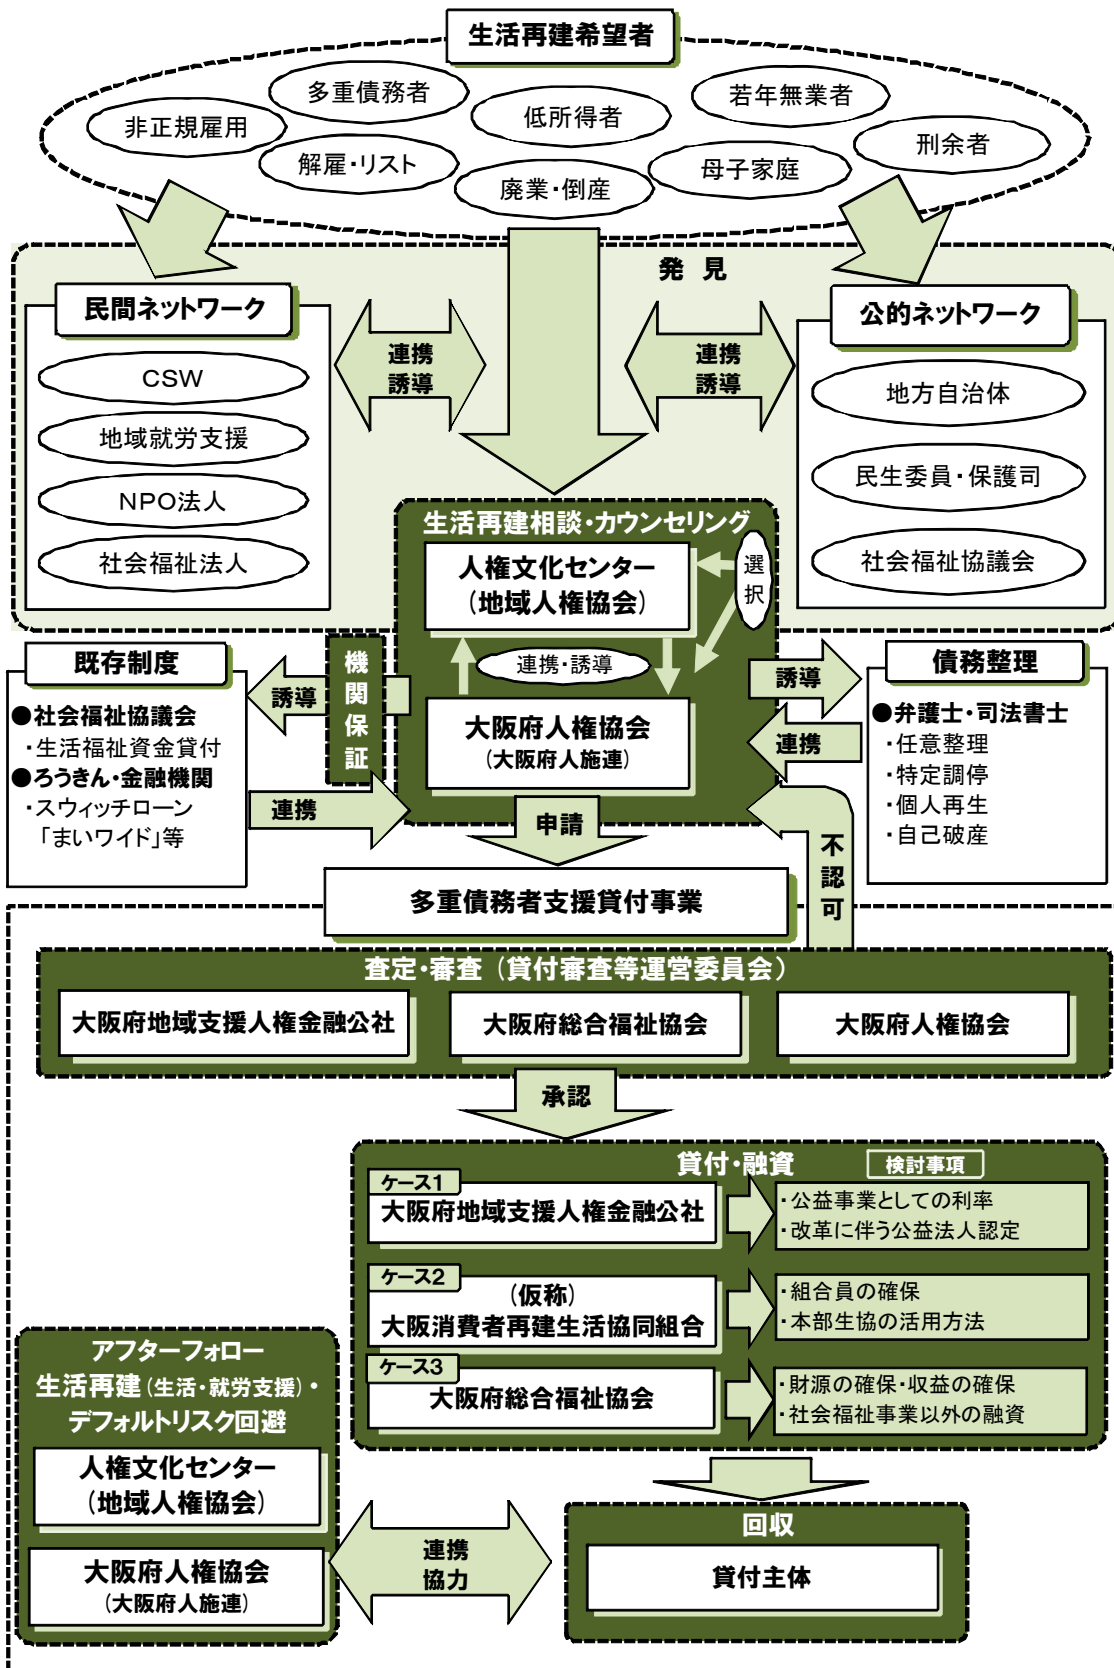 生活再建希望者
多重債務者
若年無業者
非正規雇用
低所得者
刑余者
解雇・リスト
母子家庭
廃業・倒産
発 見
民間ネットワーク
CSW
地域就労支援
NPO法人
社会福祉法人
連携
誘導
連携
誘導
公的ネットワーク
地方自治体
民生委員・保護司
社会福祉協議会
生活再建相談・カウンセリング
人権文化センター
(地域人権協会)
選択
連携・誘導
大阪府人権協会
(大阪府人施連)
機関保証
既存制度
●社会福祉協議会
・生活福祉資金貸付
●ろうきん・金融機関
・スウィッチローン
「まいワイド」等
誘導
連携
誘導
連携
債務整理
●弁護士・司法書士
・任意整理
・特定調停
・個人再生
・自己破産
申請
不認可
多重債務者支援貸付事業
査定・審査 (貸付審査等運営委員会)
大阪府地域支援人権金融公社
大阪府総合福祉協会
大阪府人権協会
承認
貸付・融資
検討事項
ケース1
大阪府地域支援人権金融公社
・公益事業としての利率
・改革に伴う公益法人認定
ケース2
(仮称)
大阪消費者再建生活協同組合
・組合員の確保
・本部生協の活用方法
ケース3
大阪府総合福祉協会
・財源の確保・収益の確保
・社会福祉事業以外の融資
アフターフォロー
生活再建(生活・就労支援)・
デフォルトリスク回避
人権文化センター
(地域人権協会)
大阪府人権協会
(大阪府人施連)
連携
協力
回収
貸付主体